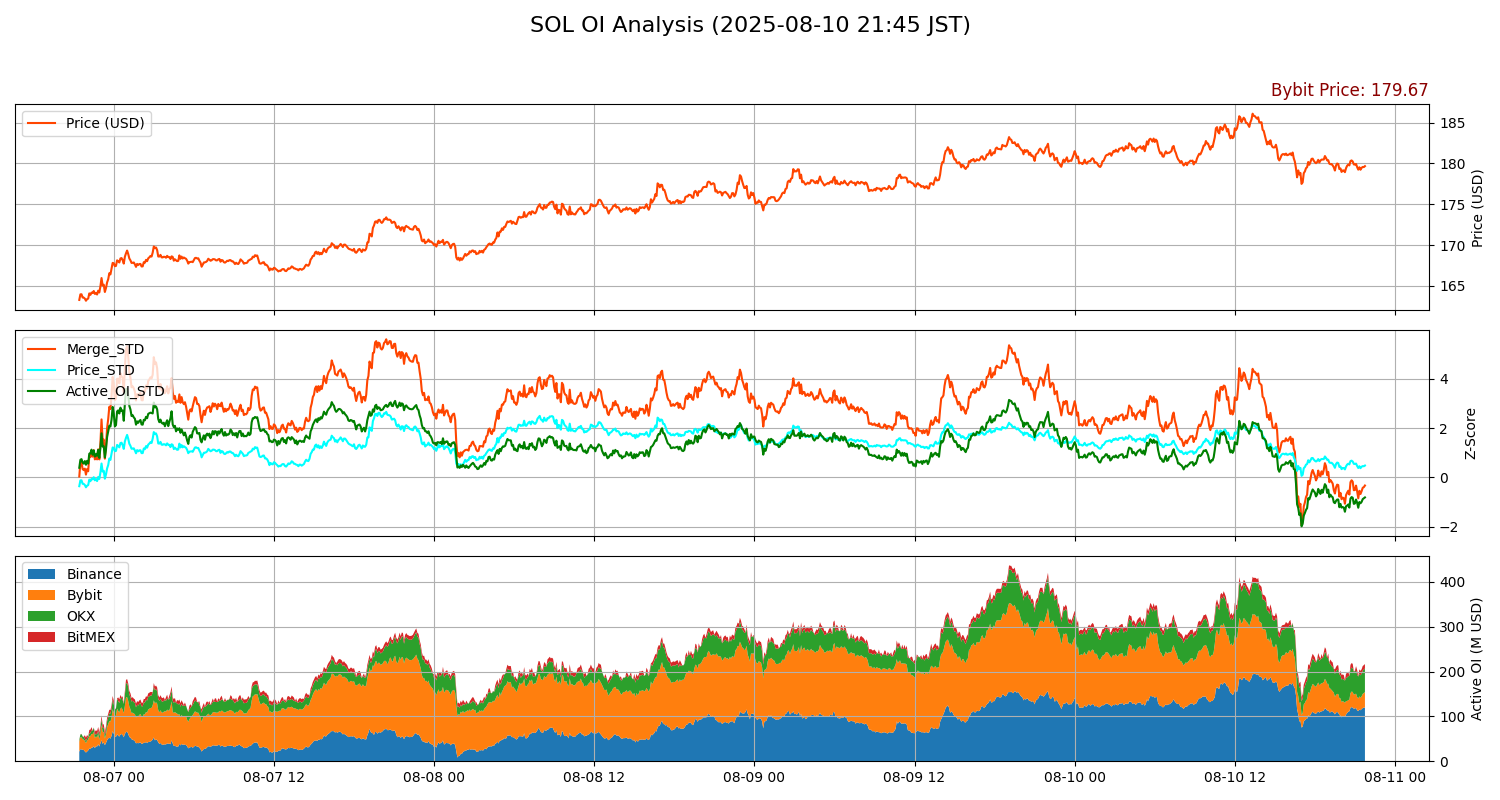 SOL OI Analysis (2025-08-10 21:45 JST)
Bybit Price: 179.67
Price (USD)
185
180
175
170
165
Price (USD)
Merge_STD
Price_STD
Active_OI_STD
4
2
0
−2
Z-Score
Binance
Bybit
OKX
BitMEX
400
300
200
100
0
Active OI (M USD)
08-07 00
08-07 12
08-08 00
08-08 12
08-09 00
08-09 12
08-10 00
08-10 12
08-11 00